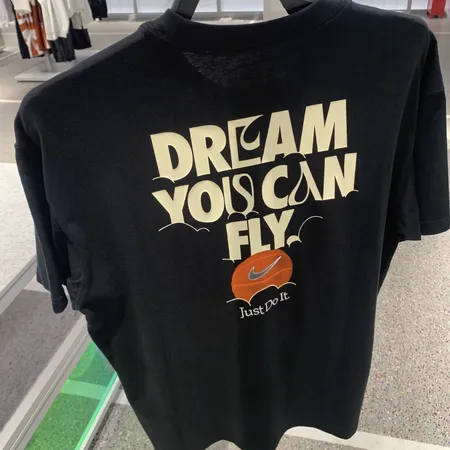 DREAM
YOU CAN
FLY.
Just Do It